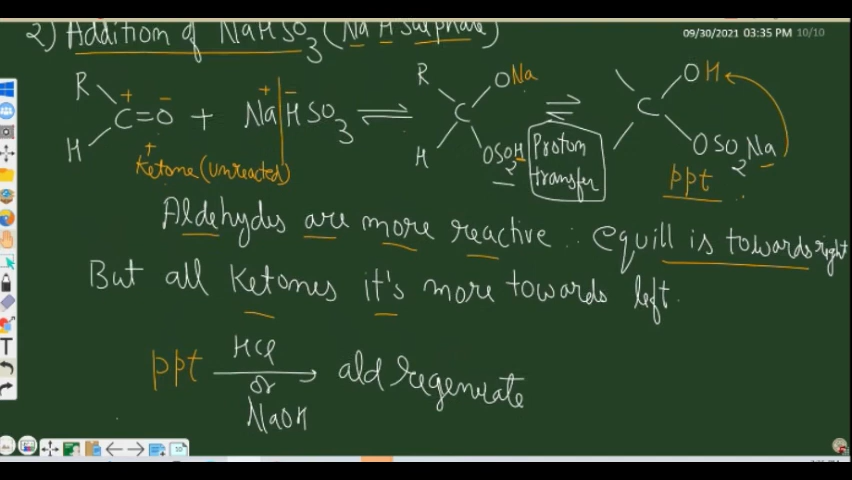 2) Addition of NaHSO3 (Na H Sulphate)
09/30/2021 03:35 PM 10/10
R
H
C=O + NaHSO3 ⇌
+ −
+ −
+
Ketone (Unreacted)
R
H
C
ONa
OSO2H
⇌
Proton
transfer
C
OH
OSO2Na
ppt
Aldehydes are more reactive ∴ equill is towards right
But all Ketones it's more towards left.
ppt HCl or NaOH → ald regenerate
T